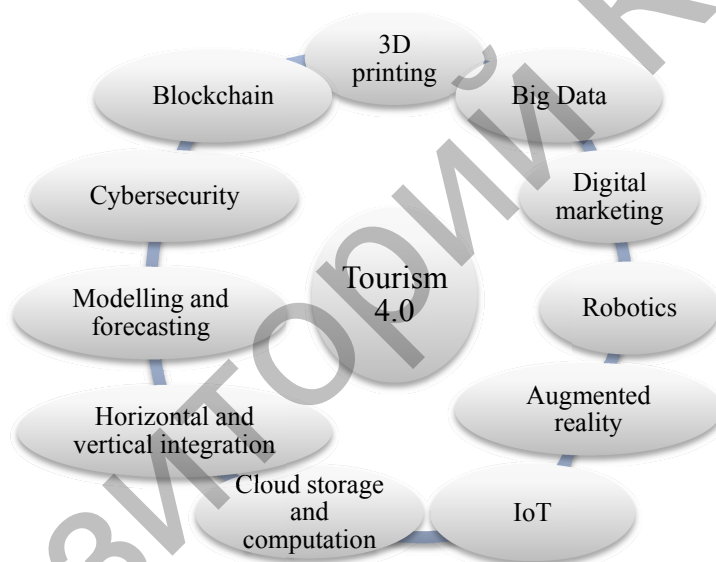 3D
printing
Big Data
Digital
marketing
Robotics
Augmented
reality
IoT
Cloud storage
and
computation
Horizontal and
vertical integration
Modelling and
forecasting
Cybersecurity
Blockchain
Tourism
4.0
зиторий К